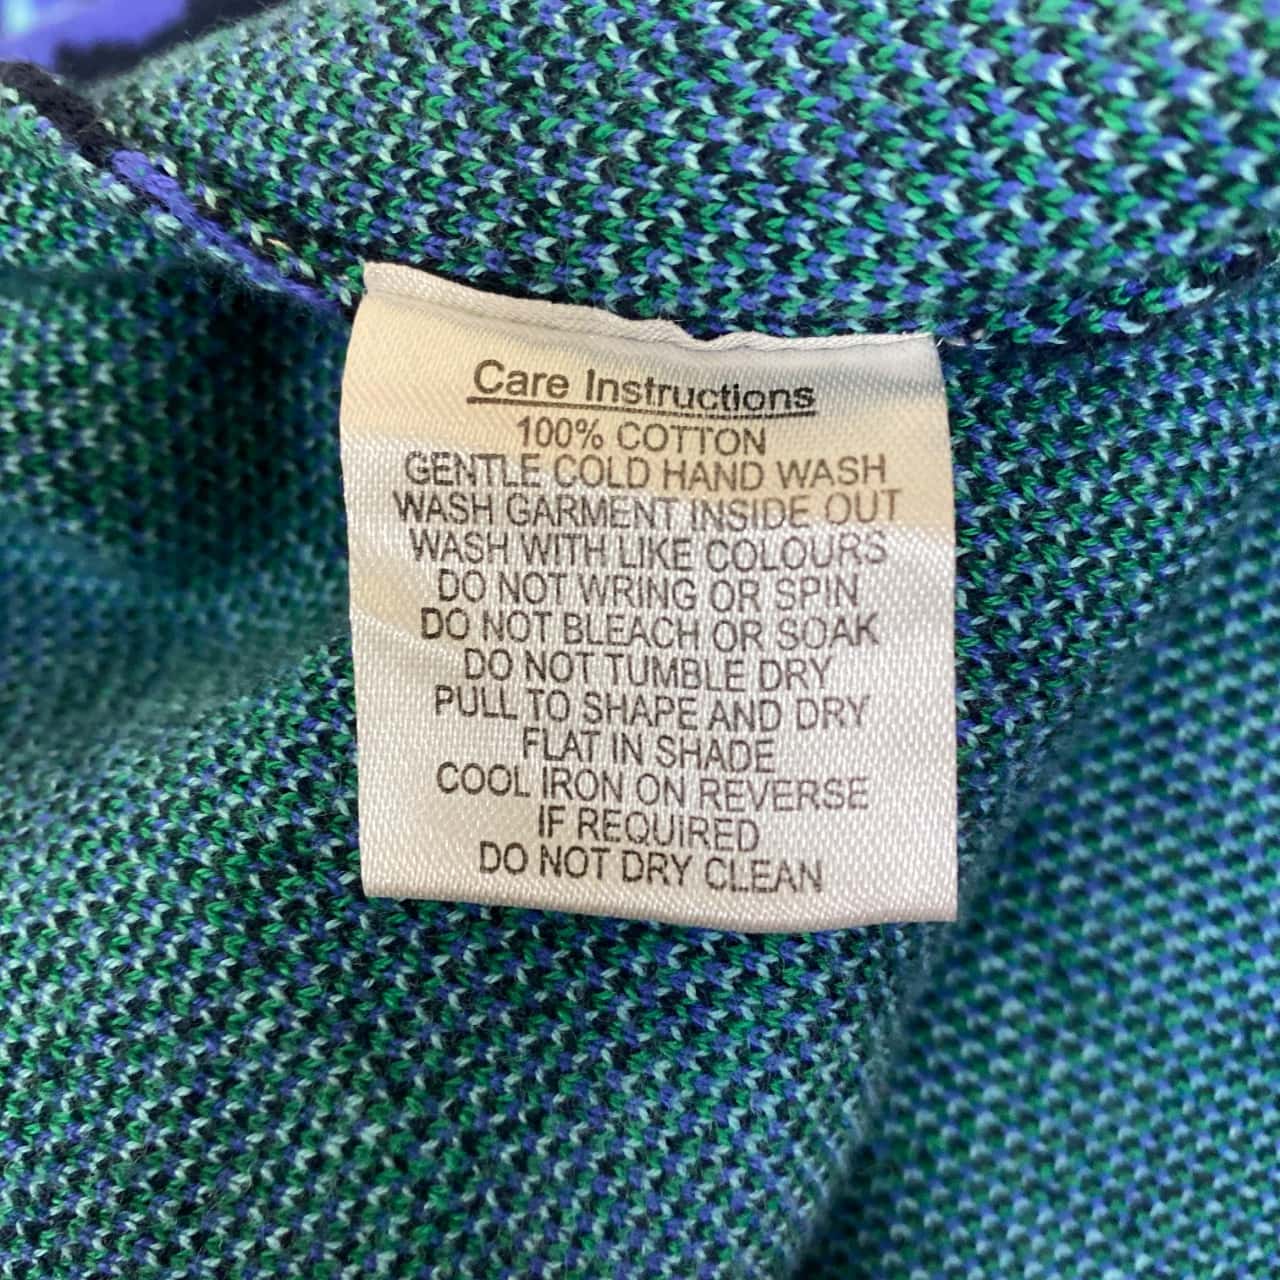 Care Instructions
100% COTTON
GENTLE COLD HAND WASH
WASH GARMENT INSIDE OUT
WASH WITH LIKE COLOURS
DO NOT WRING OR SPIN
DO NOT BLEACH OR SOAK
DO NOT TUMBLE DRY
PULL TO SHAPE AND DRY
FLAT IN SHADE
COOL IRON ON REVERSE
IF REQUIRED
DO NOT DRY CLEAN